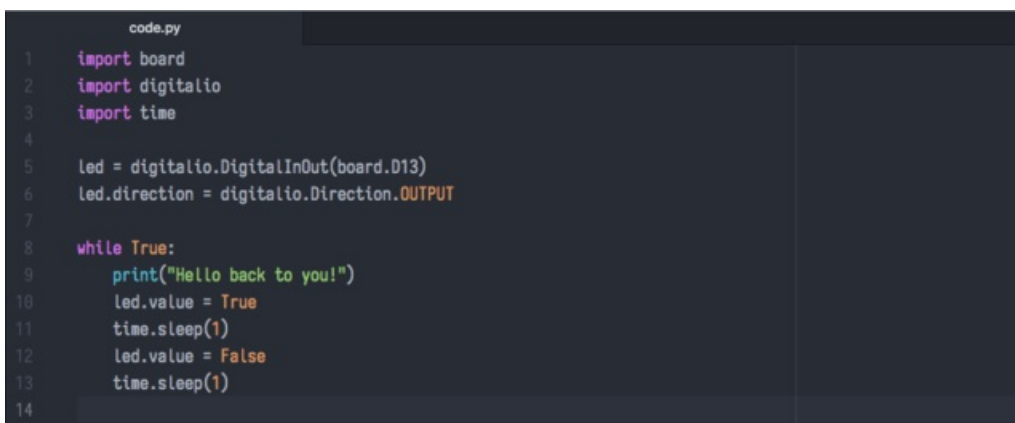 code.py
1 import board
2 import digitalio
3 import time
4
5 led = digitalio.DigitalInOut(board.D13)
6 led.direction = digitalio.Direction.OUTPUT
7
8 while True:
9     print("Hello back to you!")
10     led.value = True
11     time.sleep(1)
12     led.value = False
13     time.sleep(1)
14